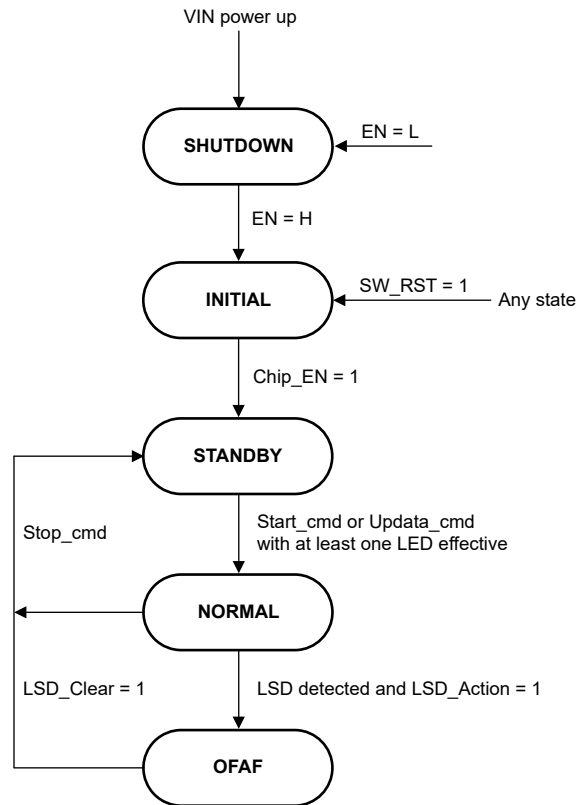 VIN power up
SHUTDOWN
EN = L
EN = H
INITIAL
SW_RST = 1
Any state
Chip_EN = 1
STANDBY
Stop_cmd
Start_cmd or Updata_cmd
with at least one LED effective
NORMAL
LSD_Clear = 1
LSD detected and LSD_Action = 1
OFAF